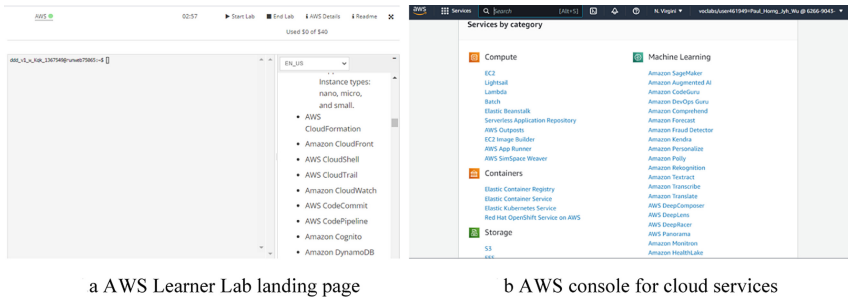 AWS 02:57 Start Lab End Lab AWS Details Readme
Used $0 of $40
EN_US
Instance types:
nano, micro,
and small.
AWS
CloudFormation
Amazon CloudFront
AWS CloudShell
AWS CloudTrail
Amazon CloudWatch
AWS CodeCommit
AWS CodePipeline
Amazon Cognito
Amazon DynamoDB
a AWS Learner Lab landing page
aws Services Search [Alt+S] N. Virgini voclabs/user461949=Paul_Horng_Jyh_Wu @ 6266-9043-
Services by category
Compute
EC2
Lightsail
Lambda
Batch
Elastic Beanstalk
Serverless Application Repository
AWS Outposts
EC2 Image Builder
AWS App Runner
AWS SimSpace Weaver
Containers
Elastic Container Registry
Elastic Container Service
Elastic Kubernetes Service
Red Hat OpenShift Service on AWS
Storage
S3
Machine Learning
Amazon SageMaker
Amazon Augmented AI
Amazon CodeGuru
Amazon DevOps Guru
Amazon Comprehend
Amazon Forecast
Amazon Fraud Detector
Amazon Kendra
Amazon Personalize
Amazon Polly
Amazon Rekognition
Amazon Textract
Amazon Transcribe
Amazon Translate
AWS DeepComposer
AWS DeepLens
AWS DeepRacer
AWS Panorama
Amazon Monitron
Amazon HealthLake
b AWS console for cloud services